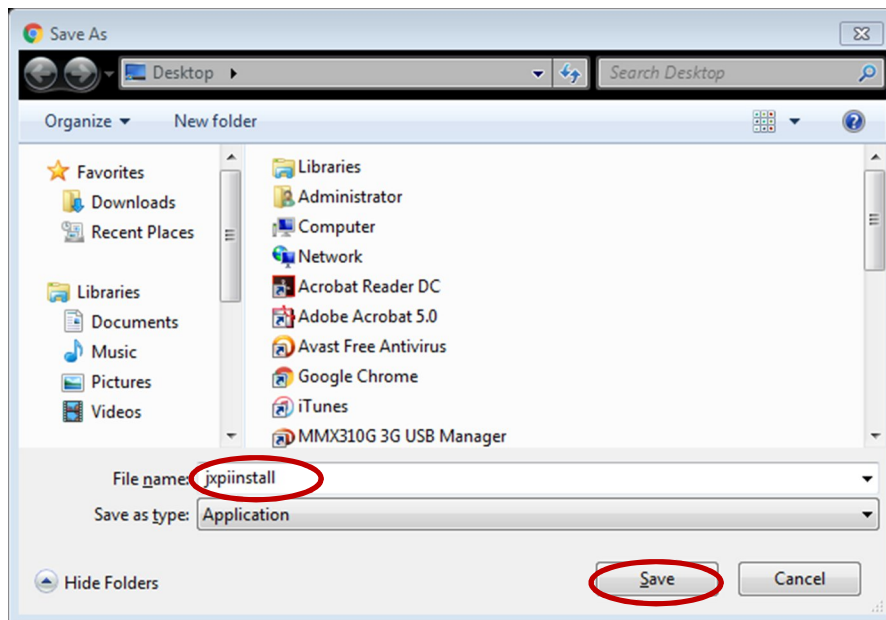 Save As
Desktop
Search Desktop
Organize
New folder
Favorites
Downloads
Recent Places
Libraries
Documents
Music
Pictures
Videos
Libraries
Administrator
Computer
Network
Acrobat Reader DC
Adobe Acrobat 5.0
Avast Free Antivirus
Google Chrome
iTunes
MMX310G 3G USB Manager
File name: jxpiinstall
Save as type: Application
Hide Folders
Save
Cancel